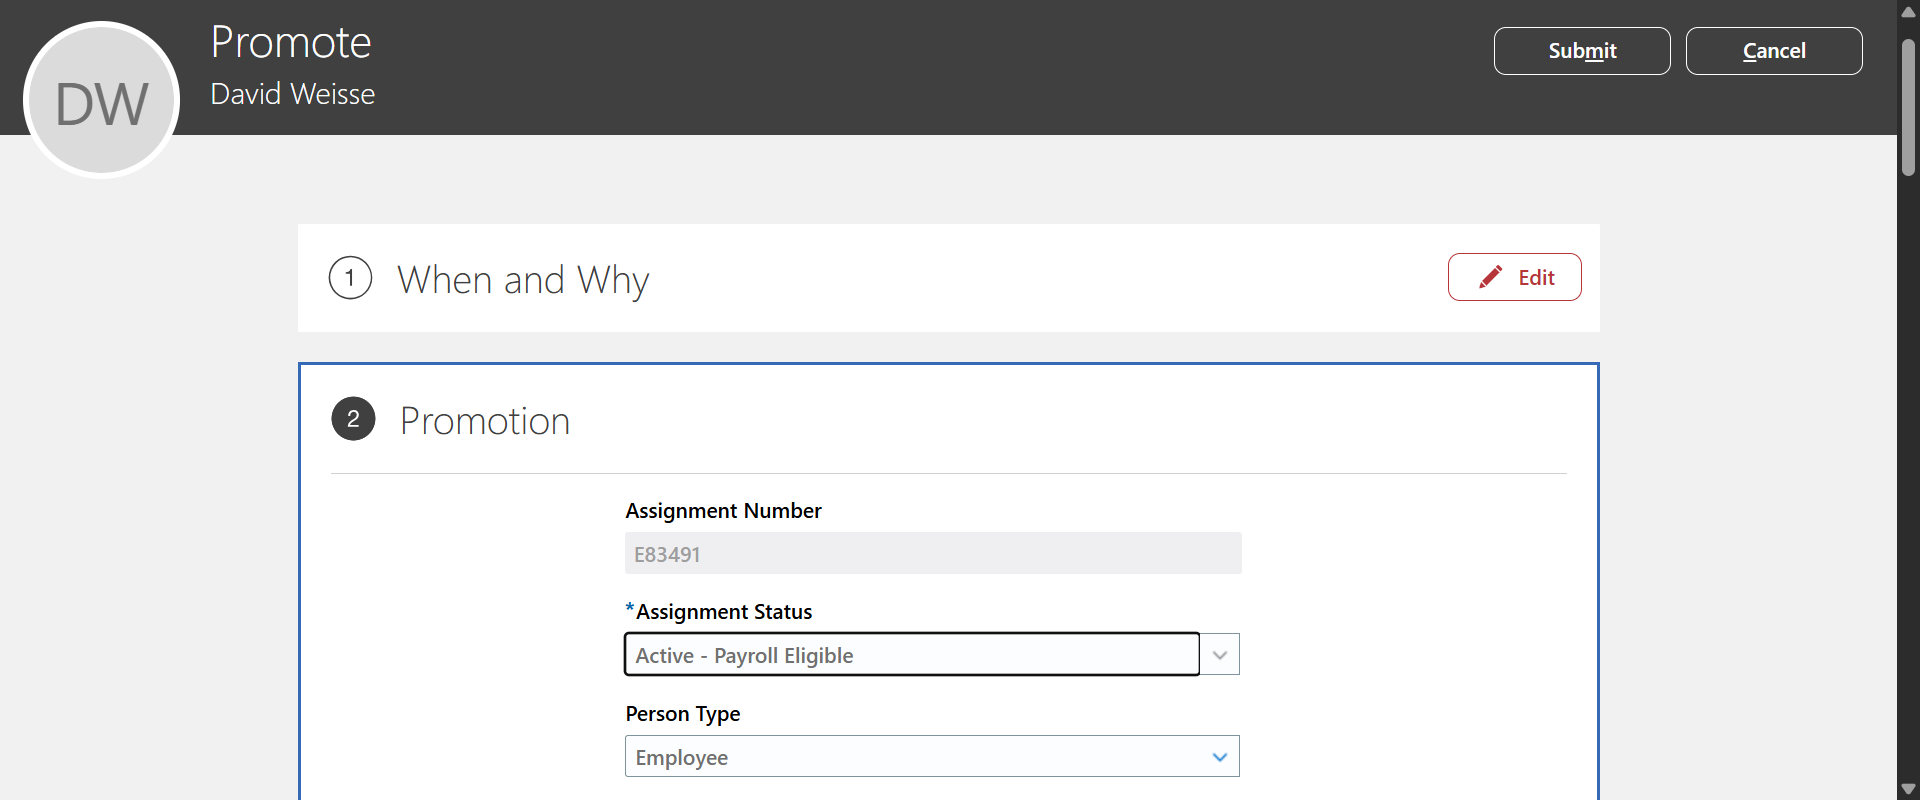 DW
Promote
David Weisse
Submit
Cancel
1
When and Why
Edit
2
Promotion
Assignment Number
E83491
*Assignment Status
Active - Payroll Eligible
Person Type
Employee